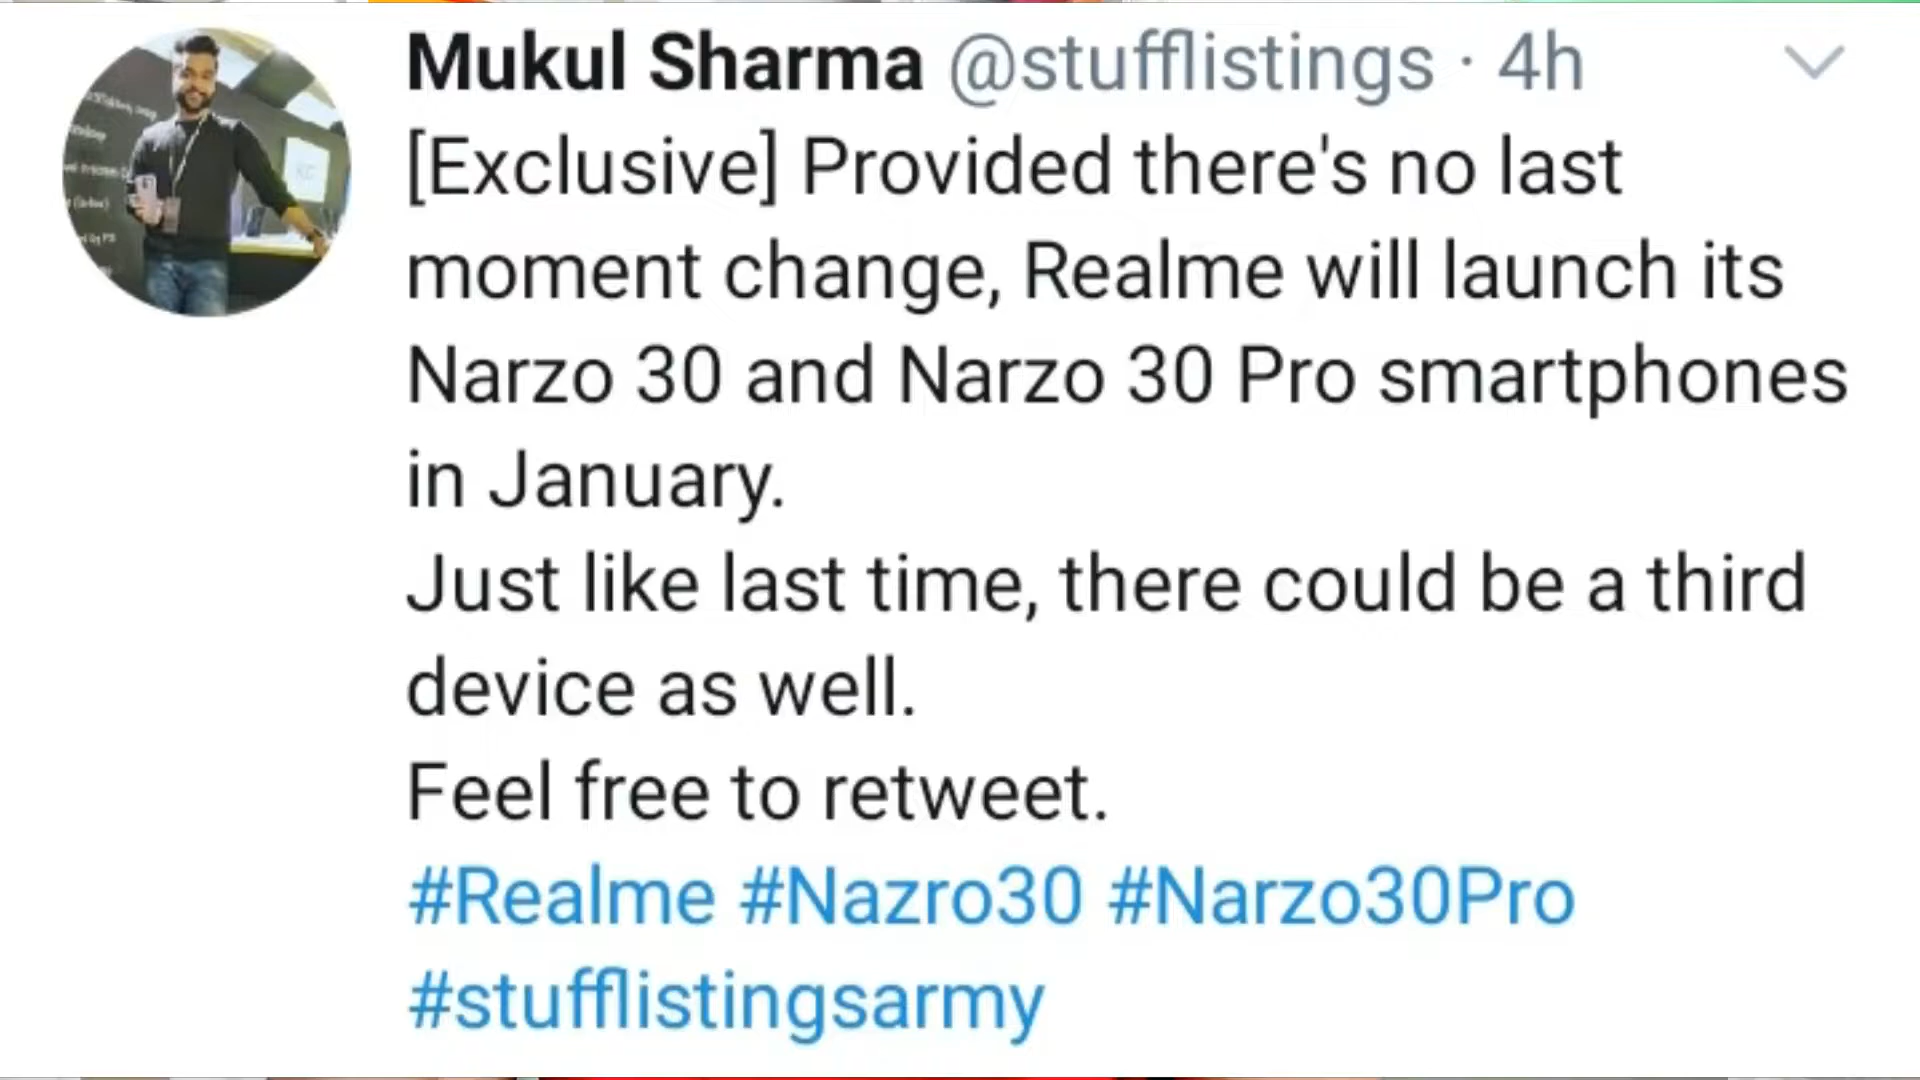 Mukul Sharma @stufflistings · 4h
[Exclusive] Provided there's no last
moment change, Realme will launch its
Narzo 30 and Narzo 30 Pro smartphones
in January.
Just like last time, there could be a third
device as well.
Feel free to retweet.
#Realme #Nazro30 #Narzo30Pro
#stufflistingsarmy